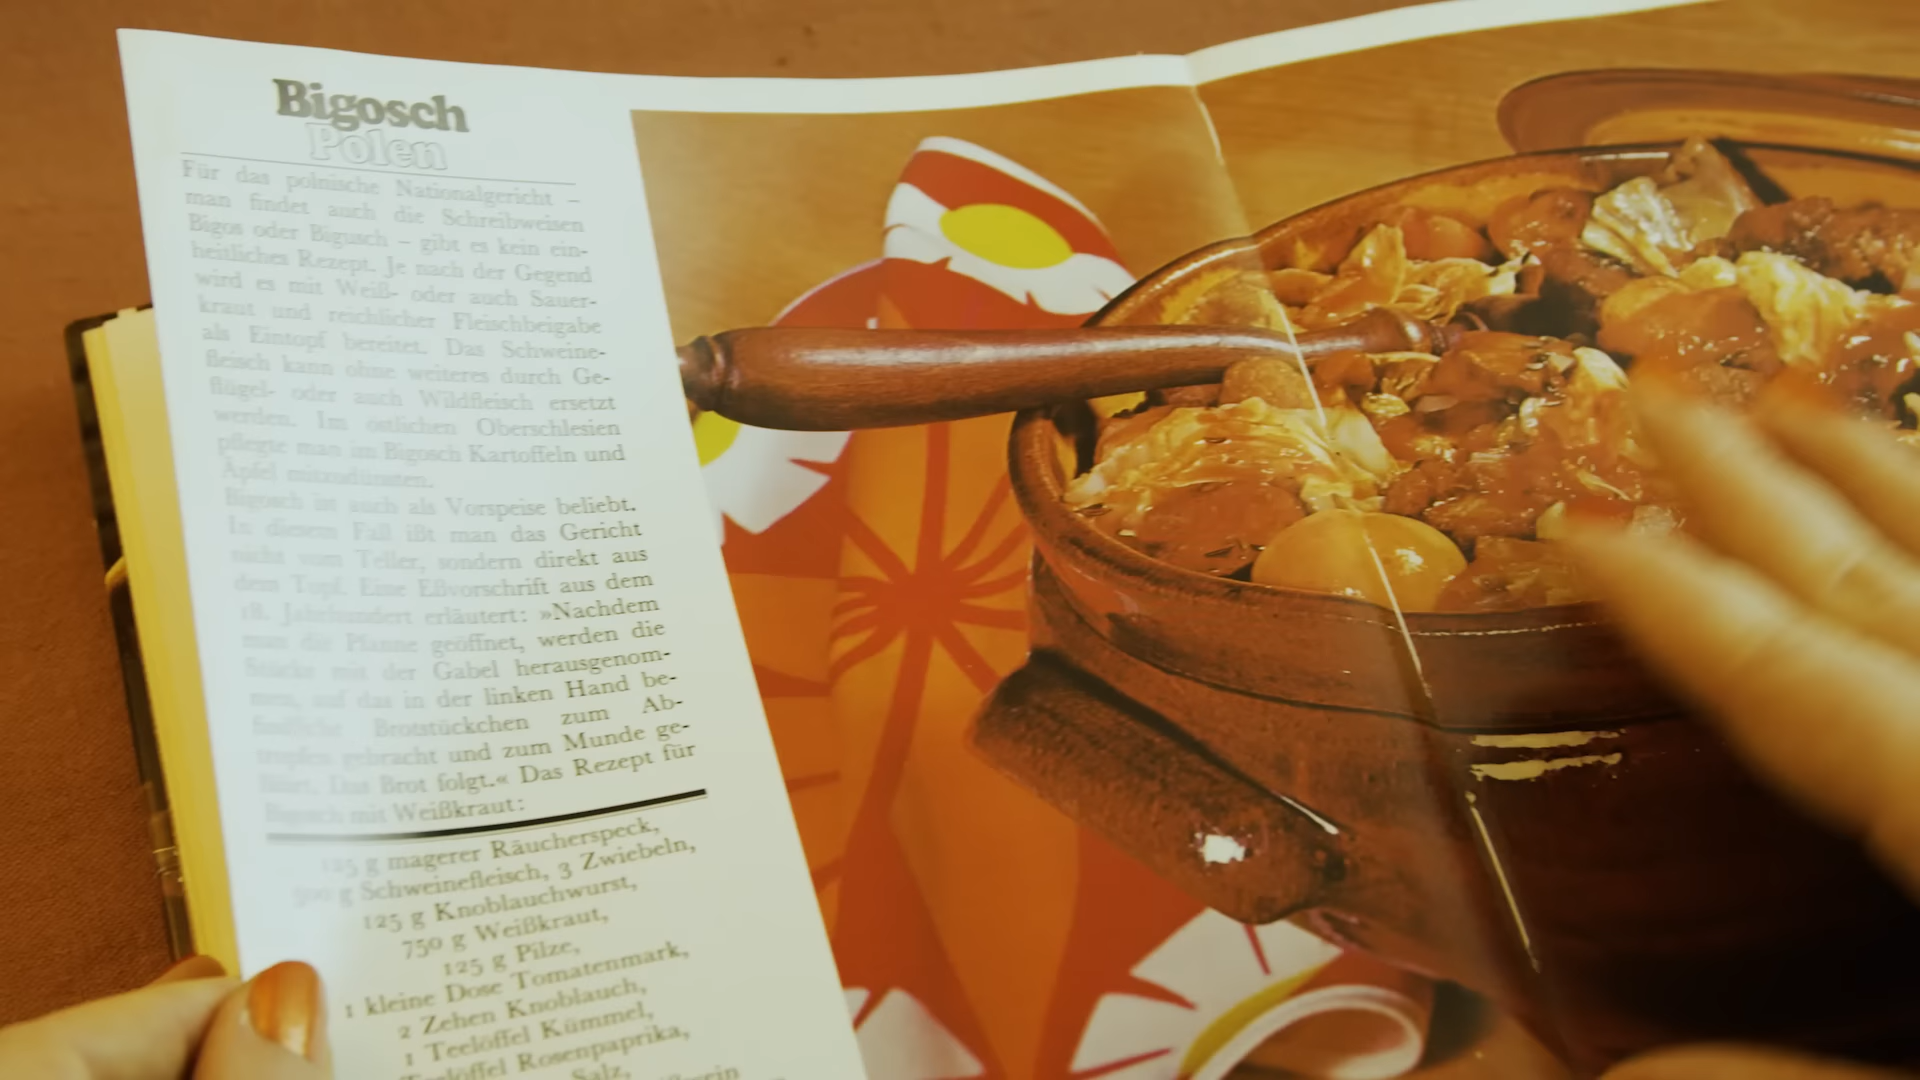 Bigosch
Polen
Für das polnische Nationalgericht –
man findet auch die Schreibweisen
Bigos oder Bigusch – gibt es kein ein-
heitliches Rezept. Je nach der Gegend
wird es mit Weiß- oder auch Sauer-
kraut und reichlicher Fleischbeigabe
als Eintopf bereitet. Das Schweine-
fleisch kann ohne weiteres durch Ge-
flügel- oder auch Wildfleisch ersetzt
werden. Im östlichen Oberschlesien
pflegte man im Bigosch Kartoffeln und
Äpfel mitzudünsten.
Bigosch ist auch als Vorspeise beliebt.
In diesem Fall ißt man das Gericht
nicht vom Teller, sondern direkt aus
dem Topf. Eine Eßvorschrift aus dem
18. Jahrhundert erläutert: »Nachdem
man die Pfanne geöffnet, werden die
Stücke mit der Gabel herausgenom-
men, auf das in der linken Hand be-
findliche Brotstückchen zum Ab-
tropfen gebracht und zum Munde ge-
führt. Das Brot folgt.« Das Rezept für
Bigosch mit Weißkraut:
125 g magerer Räucherspeck,
500 g Schweinefleisch, 3 Zwiebeln,
125 g Knoblauchwurst,
750 g Weißkraut,
125 g Pilze,
1 kleine Dose Tomatenmark,
2 Zehen Knoblauch,
1 Teelöffel Kümmel,
Teelöffel Rosenpaprika,
Salz,